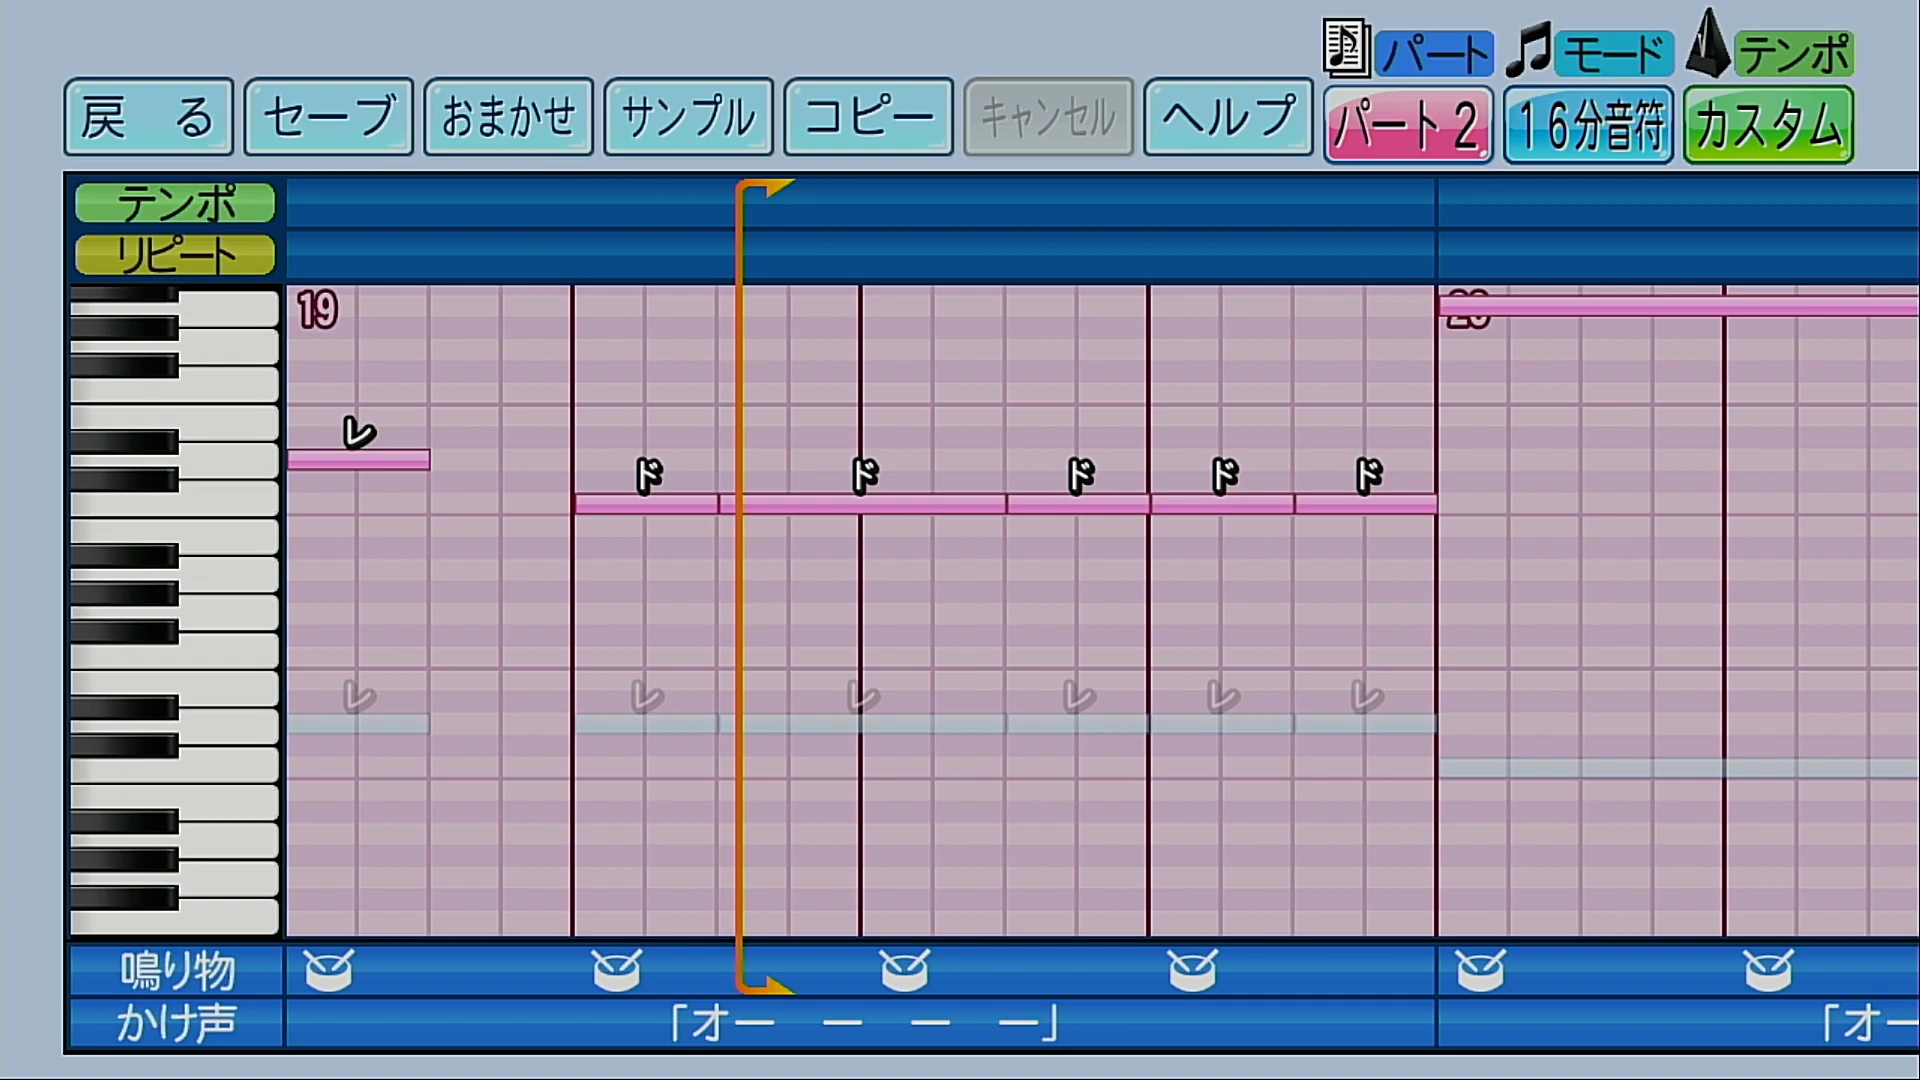 パート モード テンポ
戻　る セーブ おまかせ サンプル コピー キャンセル ヘルプ パート2 16分音符 カスタム
テンポ
リピート
19 20
レ
ド ド ド ド ド
レ レ レ レ レ レ
鳴り物
かけ声 「オー ー ー ー」 「オー